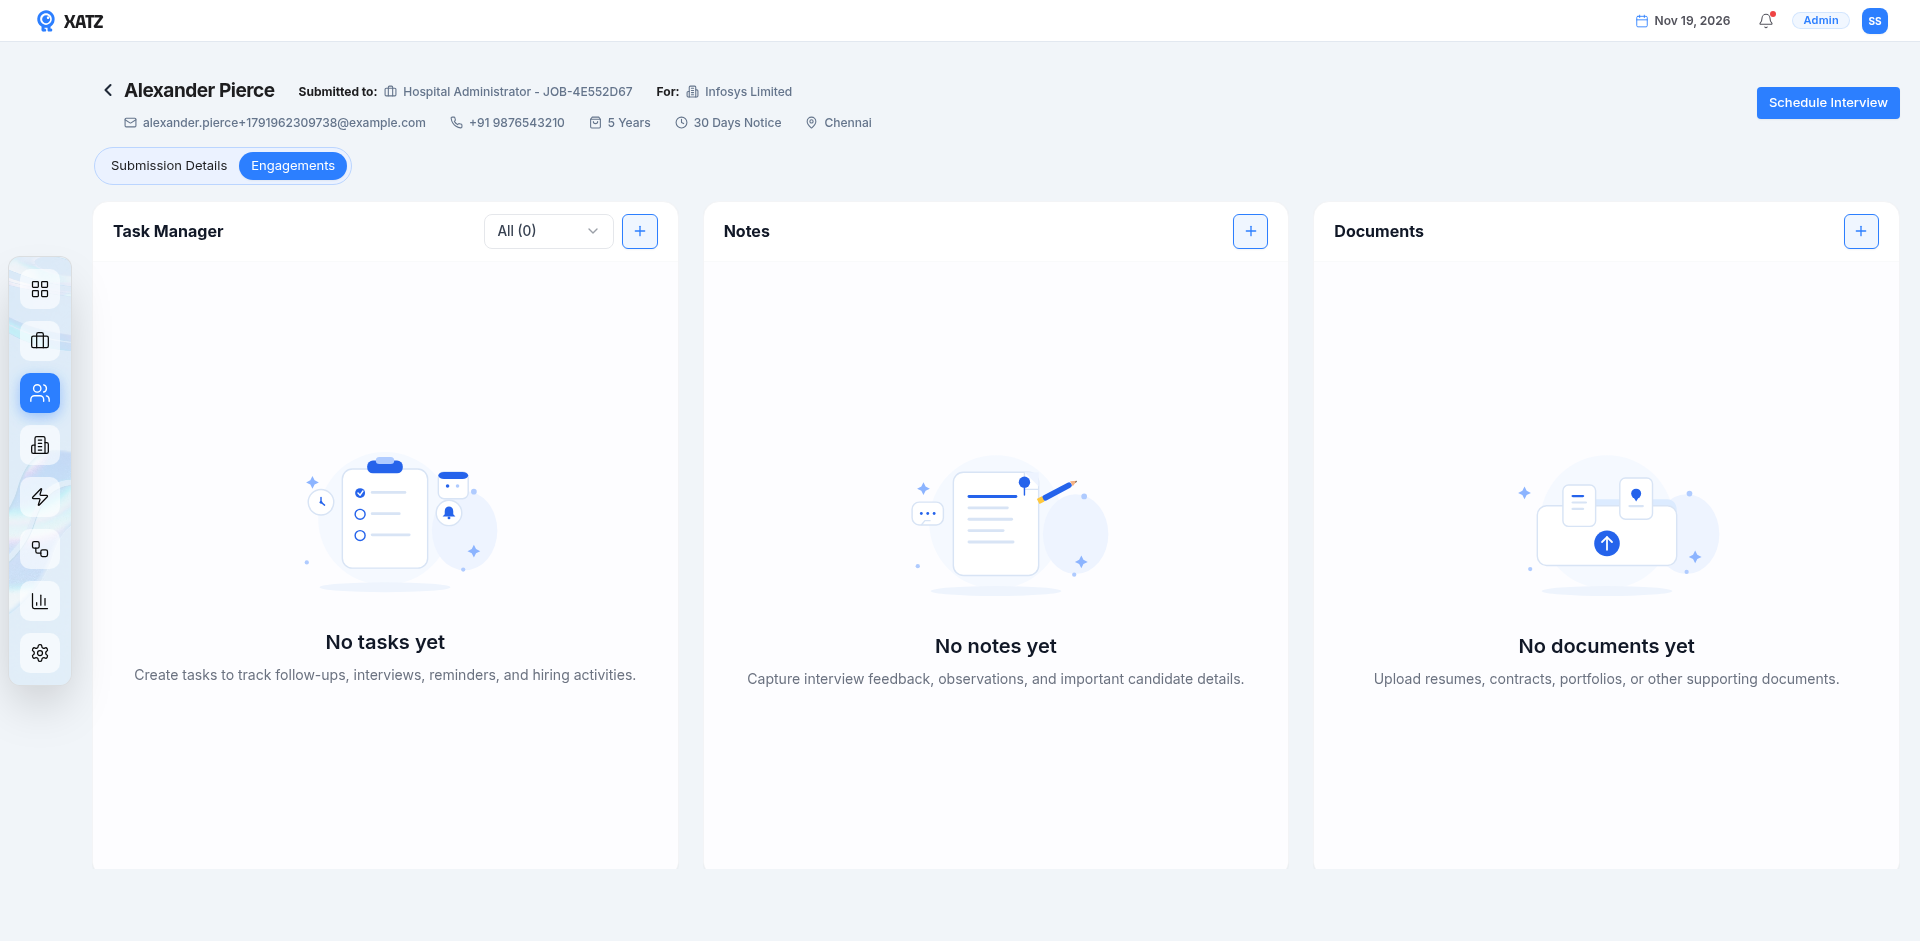 XATZ
Nov 19, 2026
Admin
SS
Alexander Pierce
Submitted to: Hospital Administrator - JOB-4E552D67
For: Infosys Limited
alexander.pierce+1791962309738@example.com
+91 9876543210
5 Years
30 Days Notice
Chennai
Schedule Interview
Submission Details
Engagements
Task Manager
All (0)
Notes
Documents
No tasks yet
Create tasks to track follow-ups, interviews, reminders, and hiring activities.
No notes yet
Capture interview feedback, observations, and important candidate details.
No documents yet
Upload resumes, contracts, portfolios, or other supporting documents.